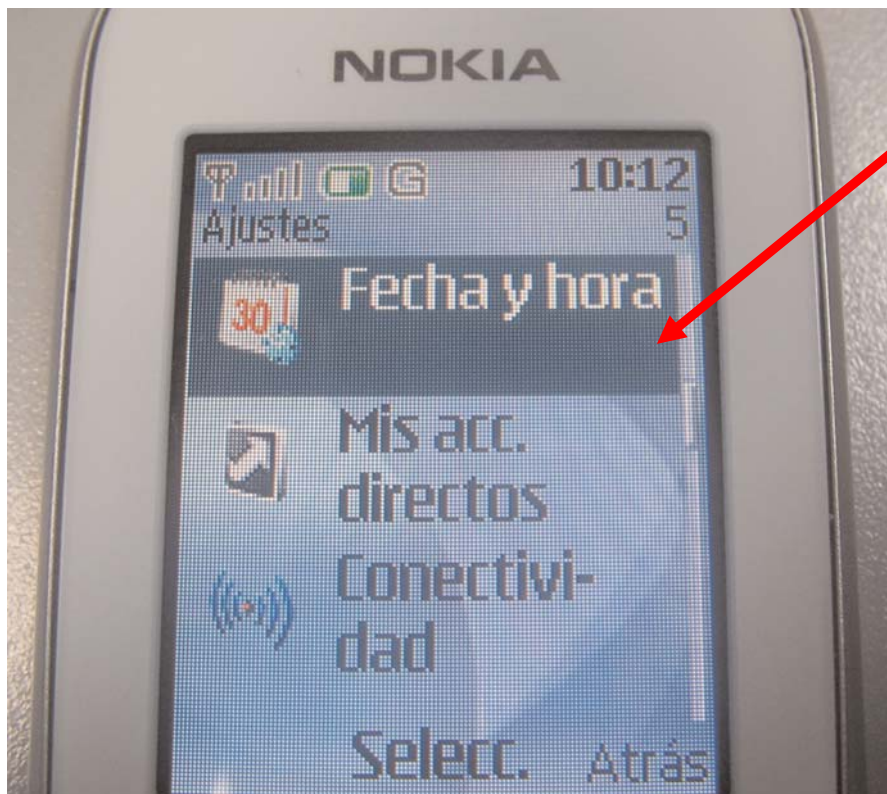 NOKIA
G 10:12
Ajustes 5
30
Fecha y hora
Mis acc.
directos
Conectivi-
dad
Selecc. Atrás